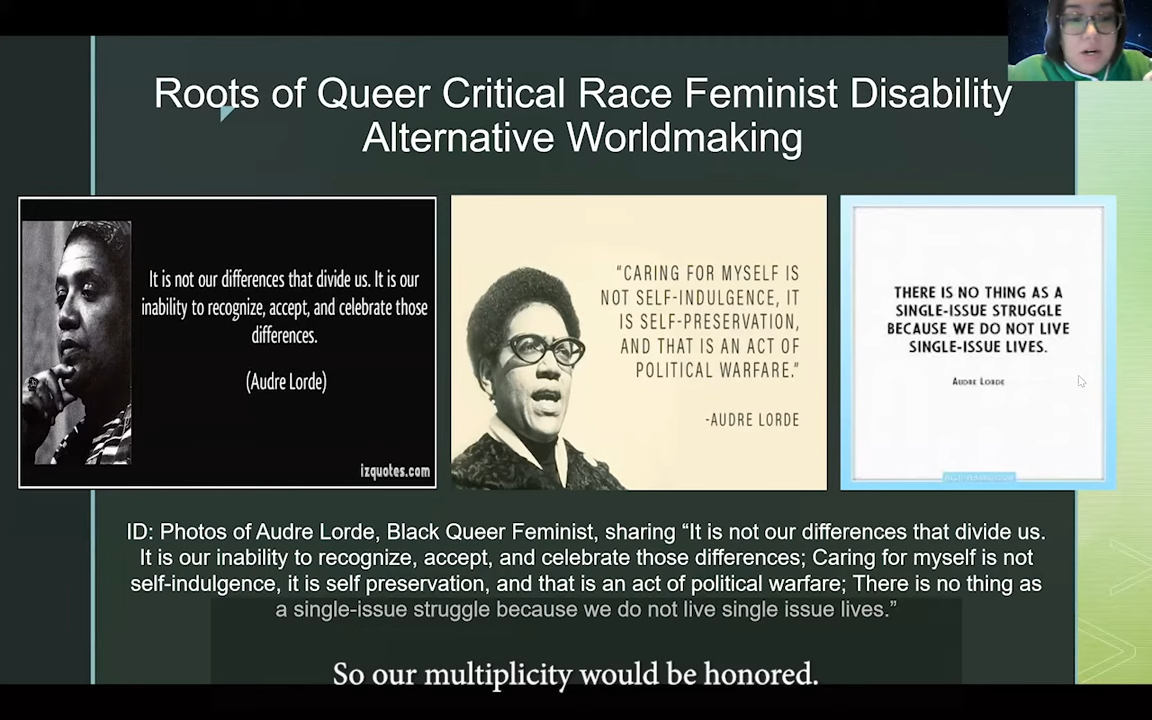 Roots of Queer Critical Race Feminist Disability
Alternative Worldmaking
It is not our differences that divide us. It is our
inability to recognize, accept, and celebrate those
differences.
(Audre Lorde)
izquotes.com
“CARING FOR MYSELF IS
NOT SELF-INDULGENCE, IT
IS SELF-PRESERVATION,
AND THAT IS AN ACT OF
POLITICAL WARFARE.”
-AUDRE LORDE
THERE IS NO THING AS A
SINGLE-ISSUE STRUGGLE
BECAUSE WE DO NOT LIVE
SINGLE-ISSUE LIVES.
AUDRE LORDE
ID: Photos of Audre Lorde, Black Queer Feminist, sharing “It is not our differences that divide us.
It is our inability to recognize, accept, and celebrate those differences; Caring for myself is not
self-indulgence, it is self preservation, and that is an act of political warfare; There is no thing as
a single-issue struggle because we do not live single issue lives.”
So our multiplicity would be honored.